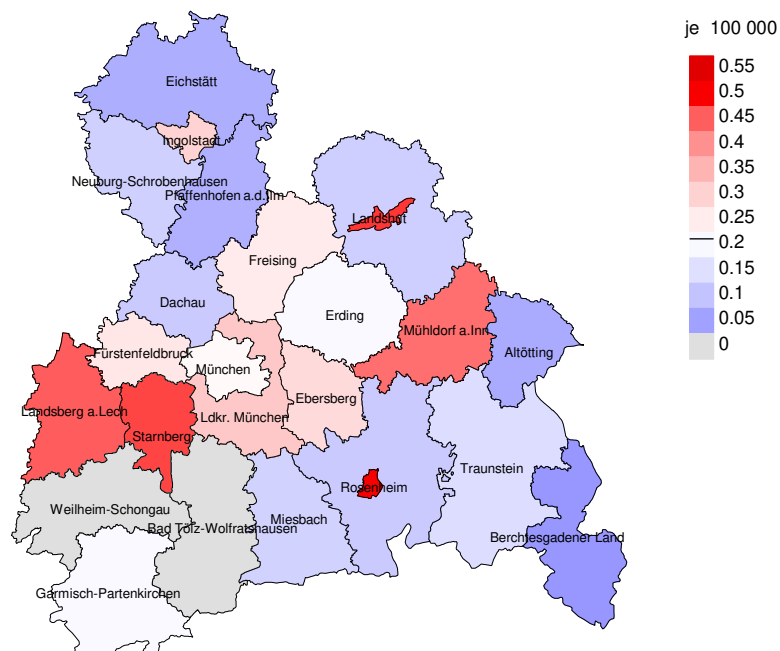 je 100 000
0.55
0.5
0.45
0.4
0.35
0.3
0.25
0.2
0.15
0.1
0.05
0
Eichstätt
Ingolstadt
Neuburg-Schrobenhausen
Pfaffenhofen a.d.Ilm
Landshut
Freising
Dachau
Erding
Mühldorf a.Inn
Altötting
Fürstenfeldbruck
München
Ebersberg
Landsberg a.Lech
Ldkr. München
Starnberg
Traunstein
Rosenheim
Weilheim-Schongau
Miesbach
Bad Tölz-Wolfratshausen
Berchtesgadener Land
Garmisch-Partenkirchen